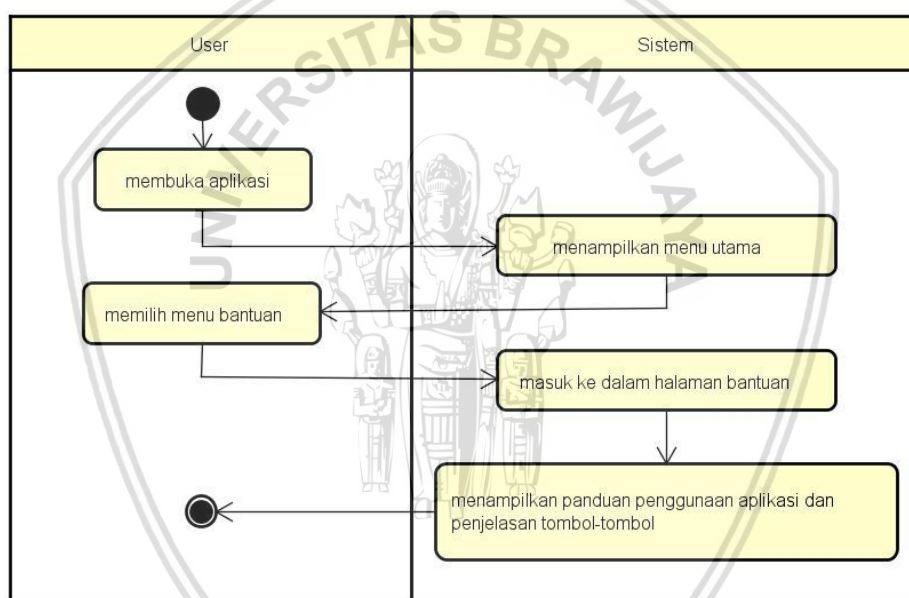 User
Sistem
UNIVERSITAS BRAWIJAYA
membuka aplikasi
menampilkan menu utama
memilih menu bantuan
masuk ke dalam halaman bantuan
menampilkan panduan penggunaan aplikasi dan
penjelasan tombol-tombol